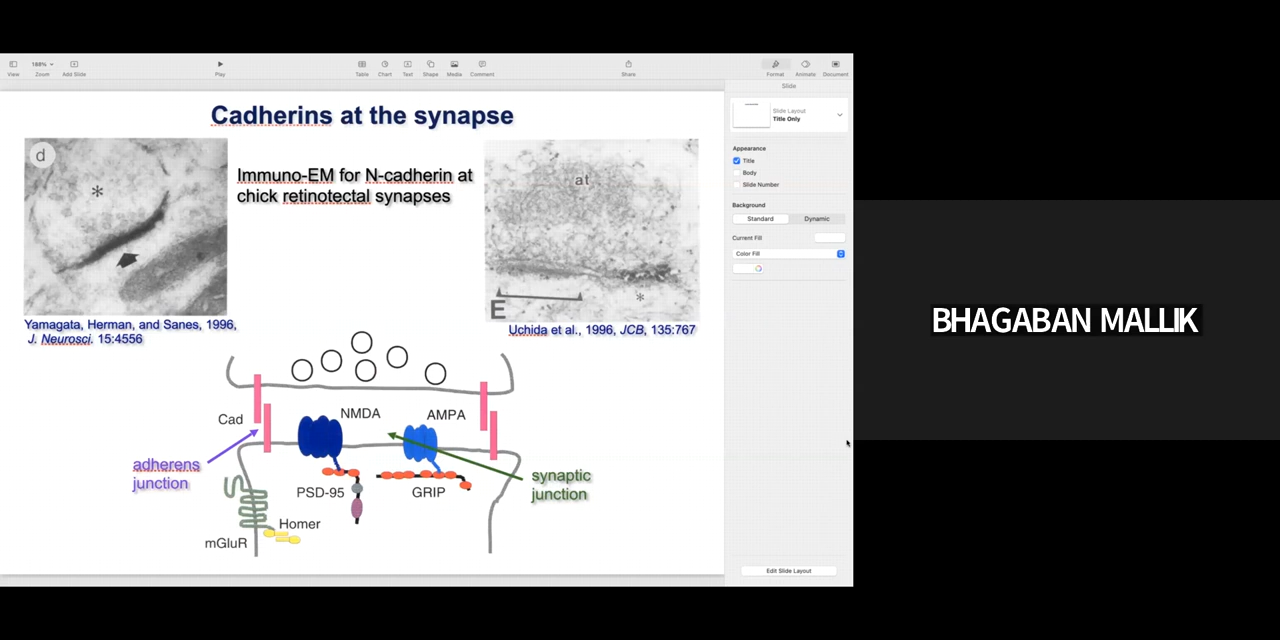 188%
View
Zoom
Add Slide
Play
Table
Chart
Text
Shape
Media
Comment
Share
Format
Animate
Document
Slide
Cadherins at the synapse
d
*
Immuno-EM for N-cadherin at
chick retinotectal synapses
at
E
*
Yamagata, Herman, and Sanes, 1996,
J. Neurosci. 15:4556
Uchida et al., 1996, JCB, 135:767
Cad
NMDA
AMPA
adherens
junction
synaptic
junction
PSD-95
GRIP
Homer
mGluR
Slide Layout
Title Only
Appearance
Title
Body
Slide Number
Background
Standard
Dynamic
Current Fill
Color Fill
Edit Slide Layout
BHAGABAN MALLIK